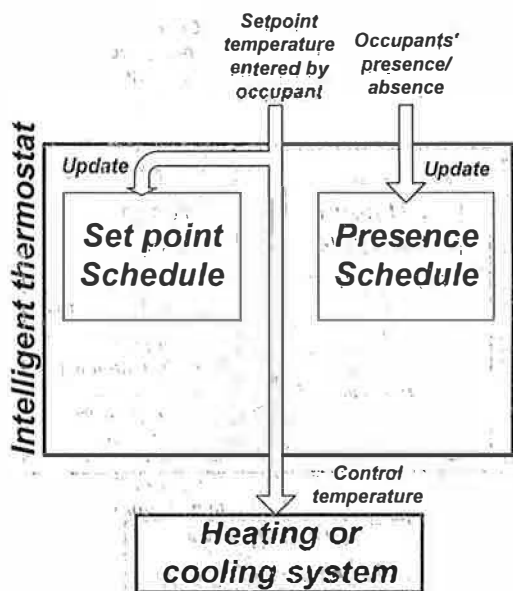 Setpoint
temperature
entered by
occupant
Occupants'
presence/
absence
Intelligent thermostat
Update
Update
Set point
Schedule
Presence
Schedule
Control
temperature
Heating or
cooling system